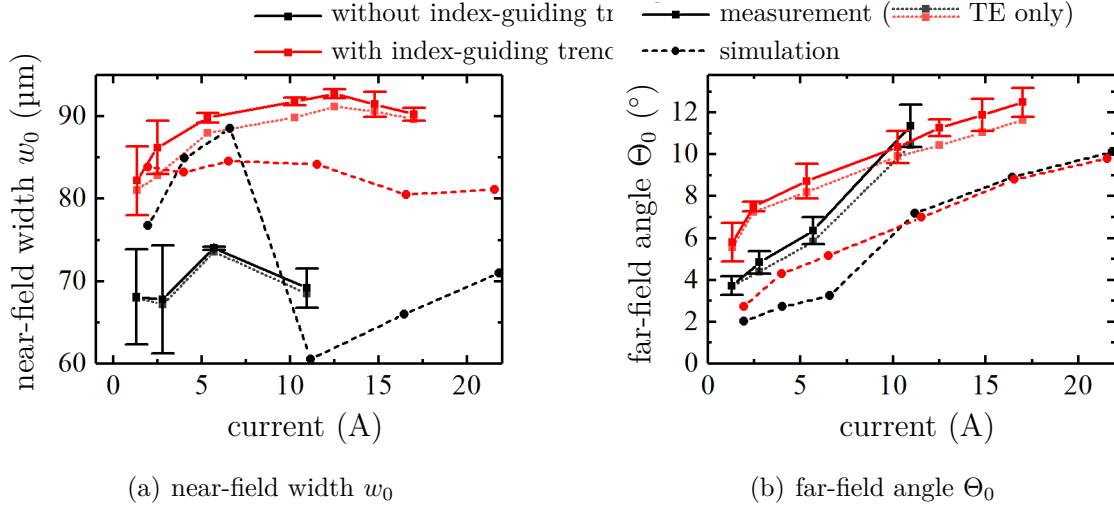 without index-guiding
with index-guiding
measurement ( TE only)
simulation
near-field width w₀ (µm)
90
80
70
60
0 5 10 15 20
current (A)
far-field angle Θ₀ (°)
12
10
8
6
4
2
0
0 5 10 15 20
current (A)
(a) near-field width w₀
(b) far-field angle Θ₀